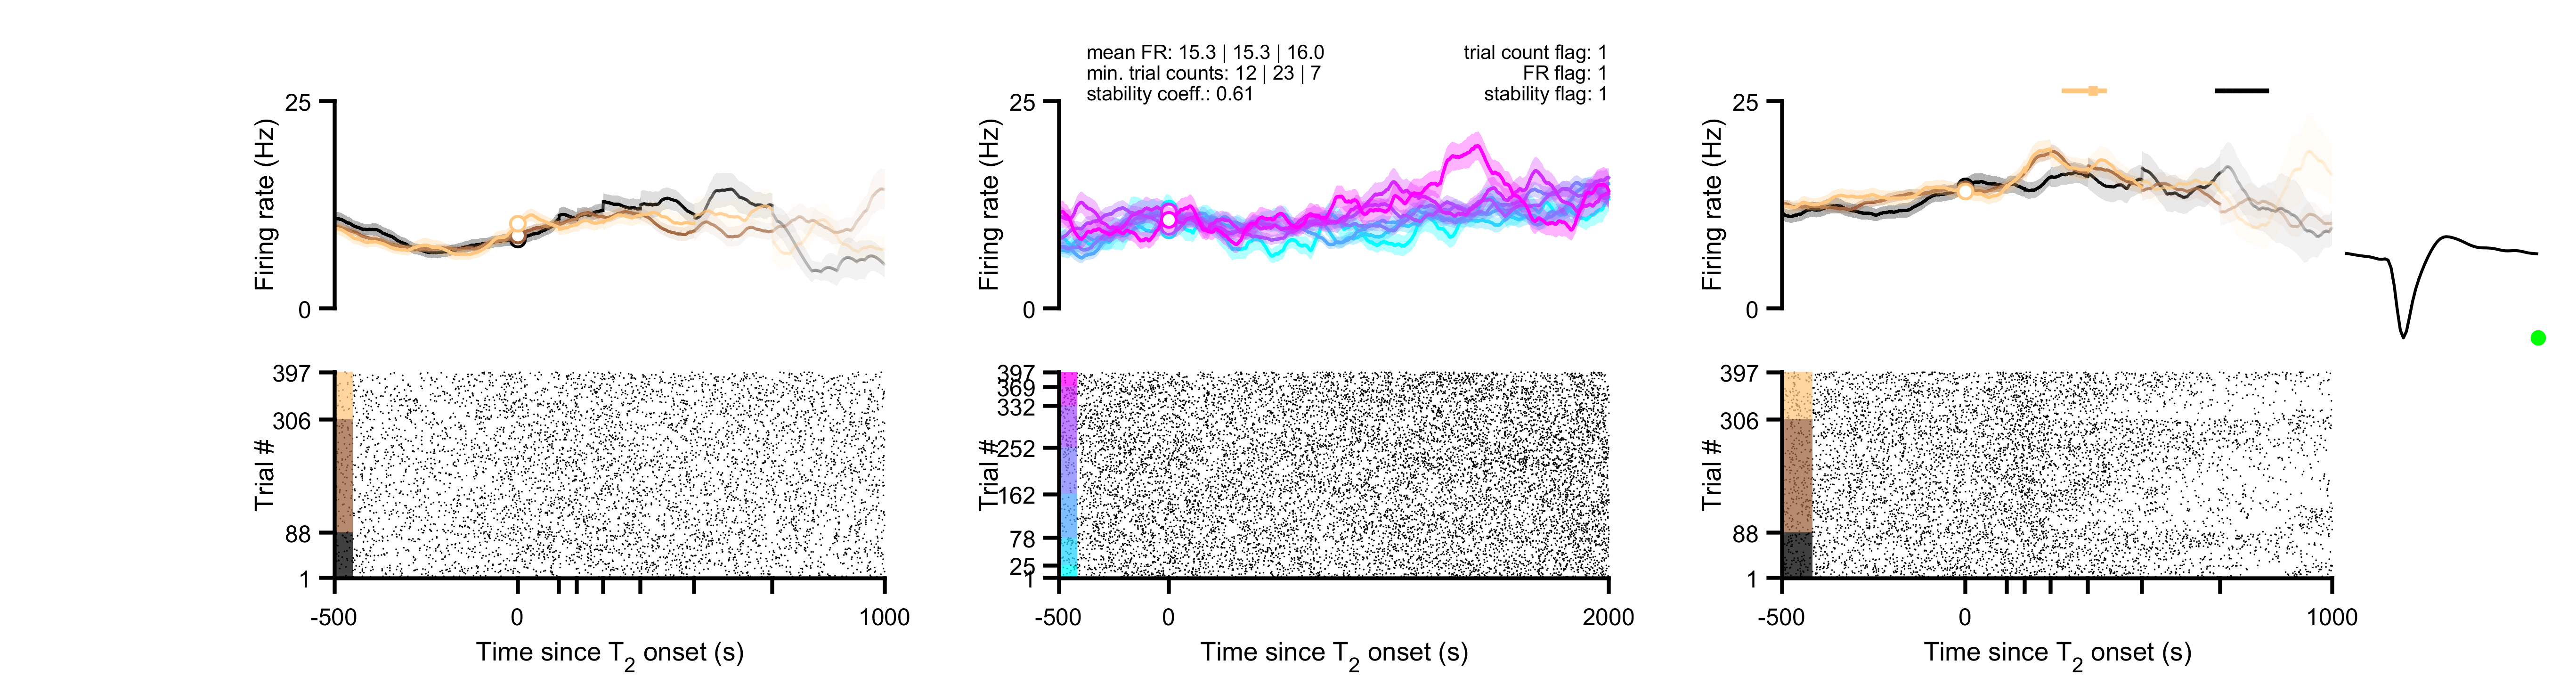 mean FR: 15.3 | 15.3 | 16.0
min. trial counts: 12 | 23 | 7
stability coeff.: 0.61
trial count flag: 1
FR flag: 1
stability flag: 1
25
0
Firing rate (Hz)
397
306
88
1
Trial #
-500
0
1000
Time since T2 onset (s)
25
0
Firing rate (Hz)
397
369
332
252
162
78
25
1
Trial #
-500
0
2000
Time since T2 onset (s)
25
0
Firing rate (Hz)
397
306
88
1
Trial #
-500
0
1000
Time since T2 onset (s)